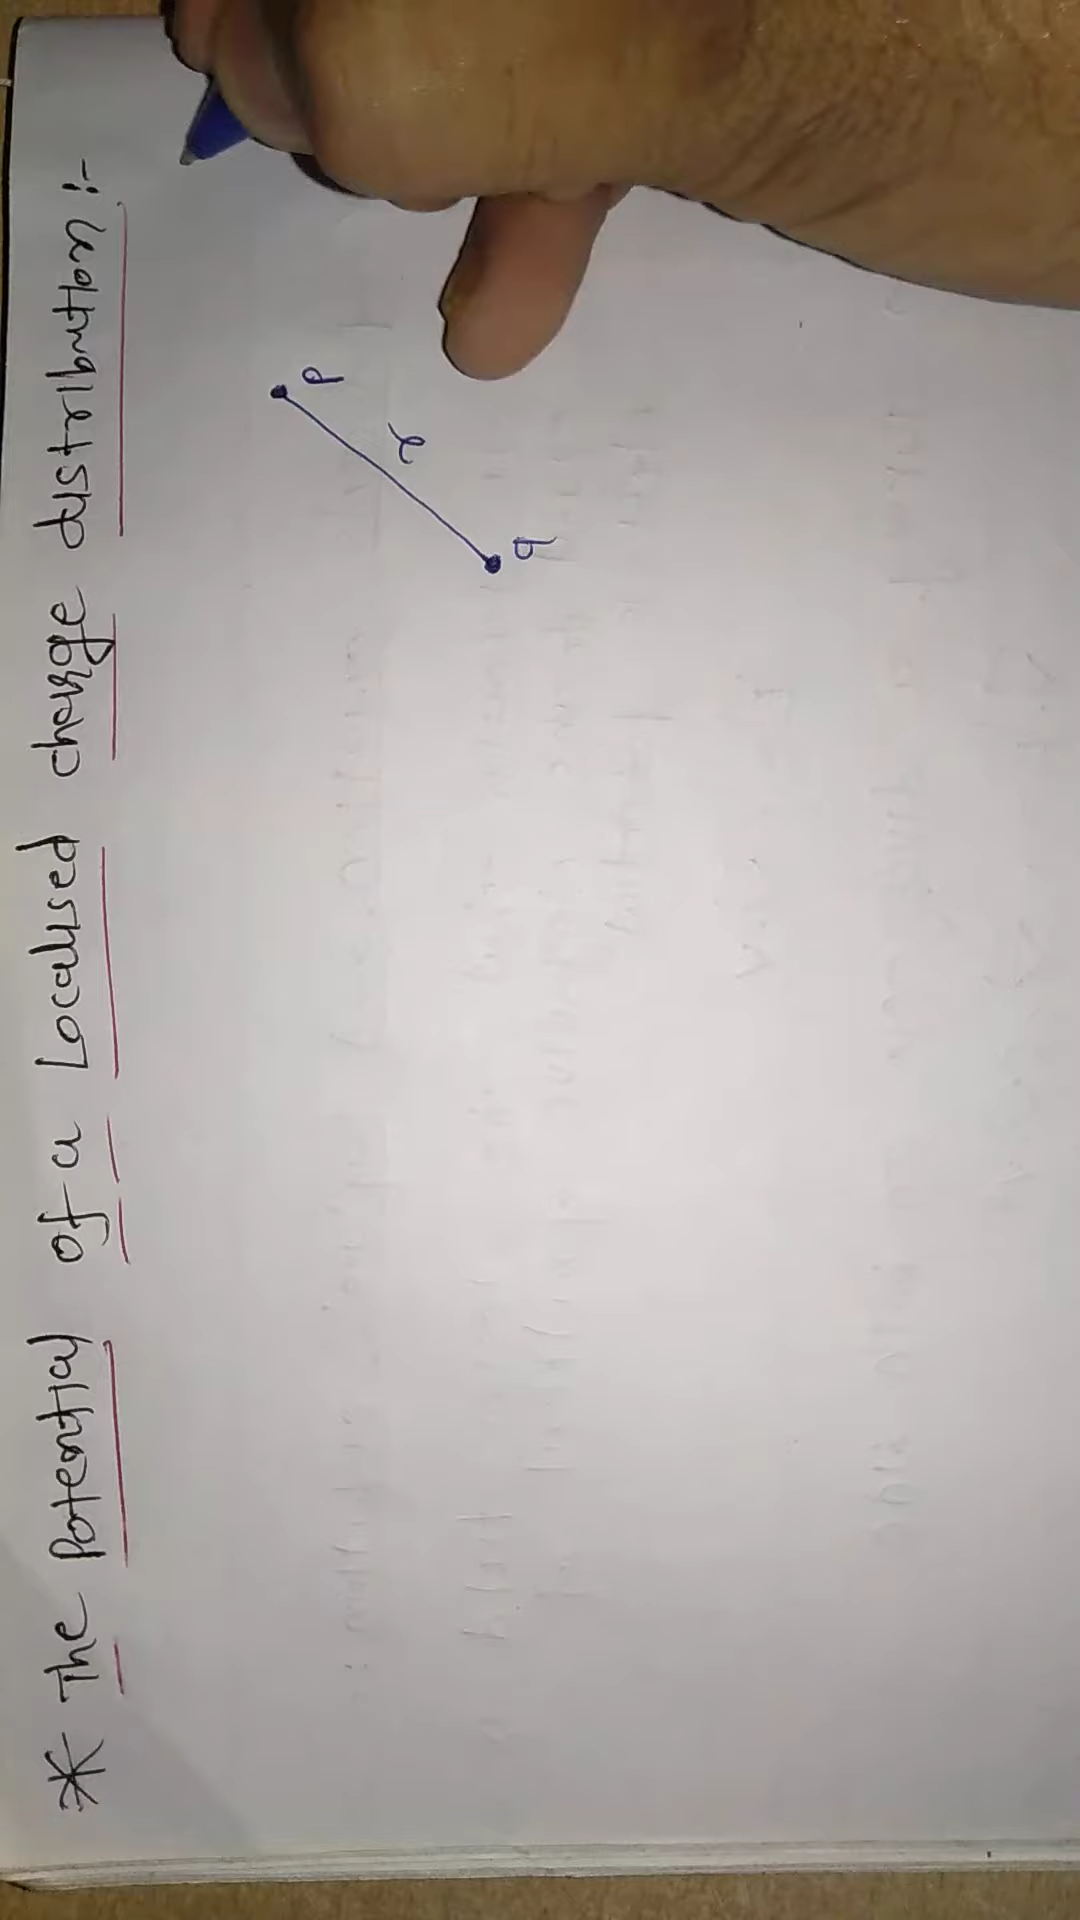 * The Potential of a Localised charge distribution :-
P
r
q